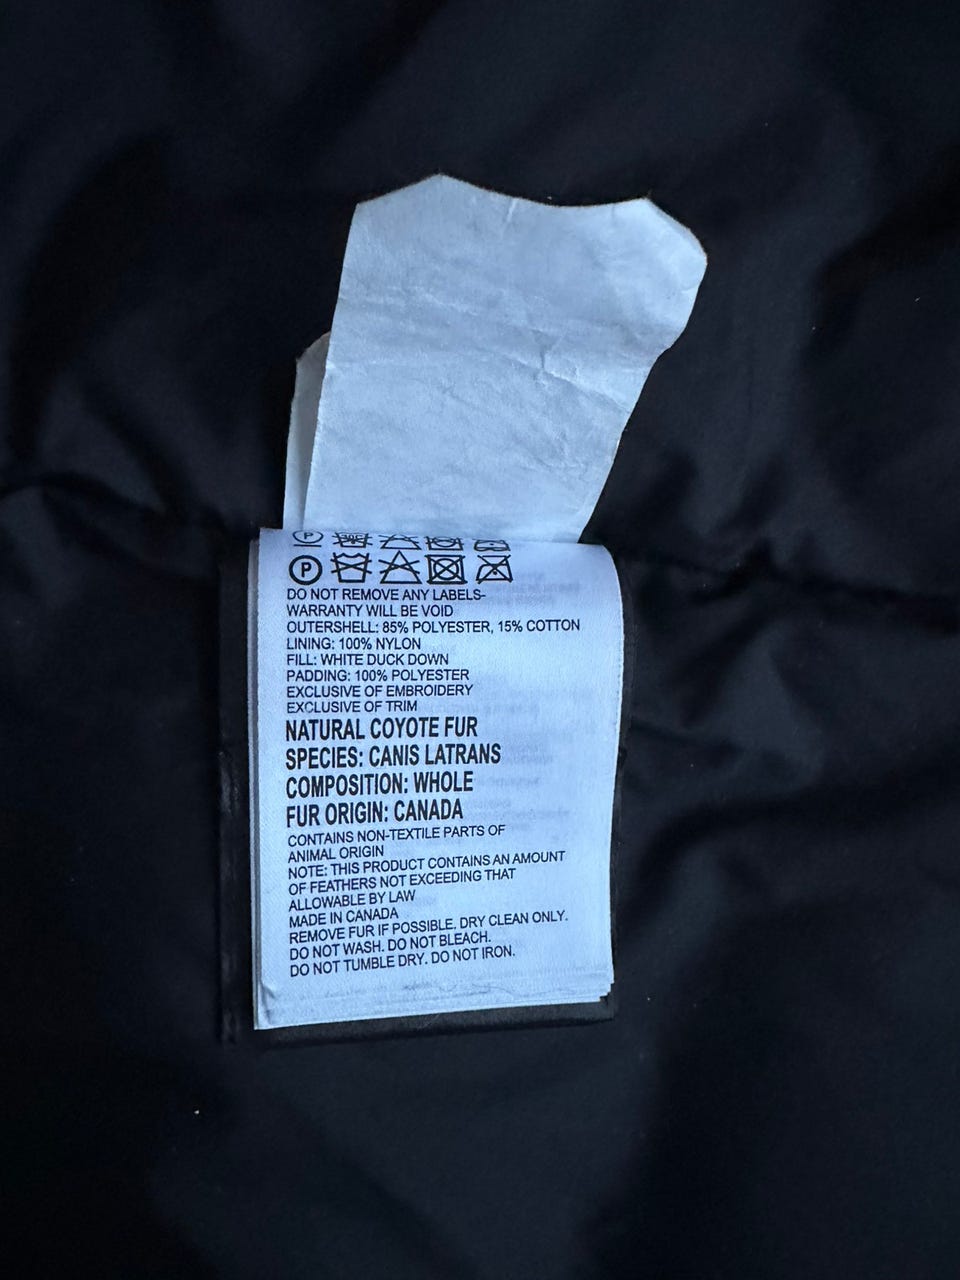 P
P
DO NOT REMOVE ANY LABELS-
WARRANTY WILL BE VOID
OUTERSHELL: 85% POLYESTER, 15% COTTON
LINING: 100% NYLON
FILL: WHITE DUCK DOWN
PADDING: 100% POLYESTER
EXCLUSIVE OF EMBROIDERY
EXCLUSIVE OF TRIM
NATURAL COYOTE FUR
SPECIES: CANIS LATRANS
COMPOSITION: WHOLE
FUR ORIGIN: CANADA
CONTAINS NON-TEXTILE PARTS OF
ANIMAL ORIGIN
NOTE: THIS PRODUCT CONTAINS AN AMOUNT
OF FEATHERS NOT EXCEEDING THAT
ALLOWABLE BY LAW
MADE IN CANADA
REMOVE FUR IF POSSIBLE. DRY CLEAN ONLY.
DO NOT WASH. DO NOT BLEACH.
DO NOT TUMBLE DRY. DO NOT IRON.